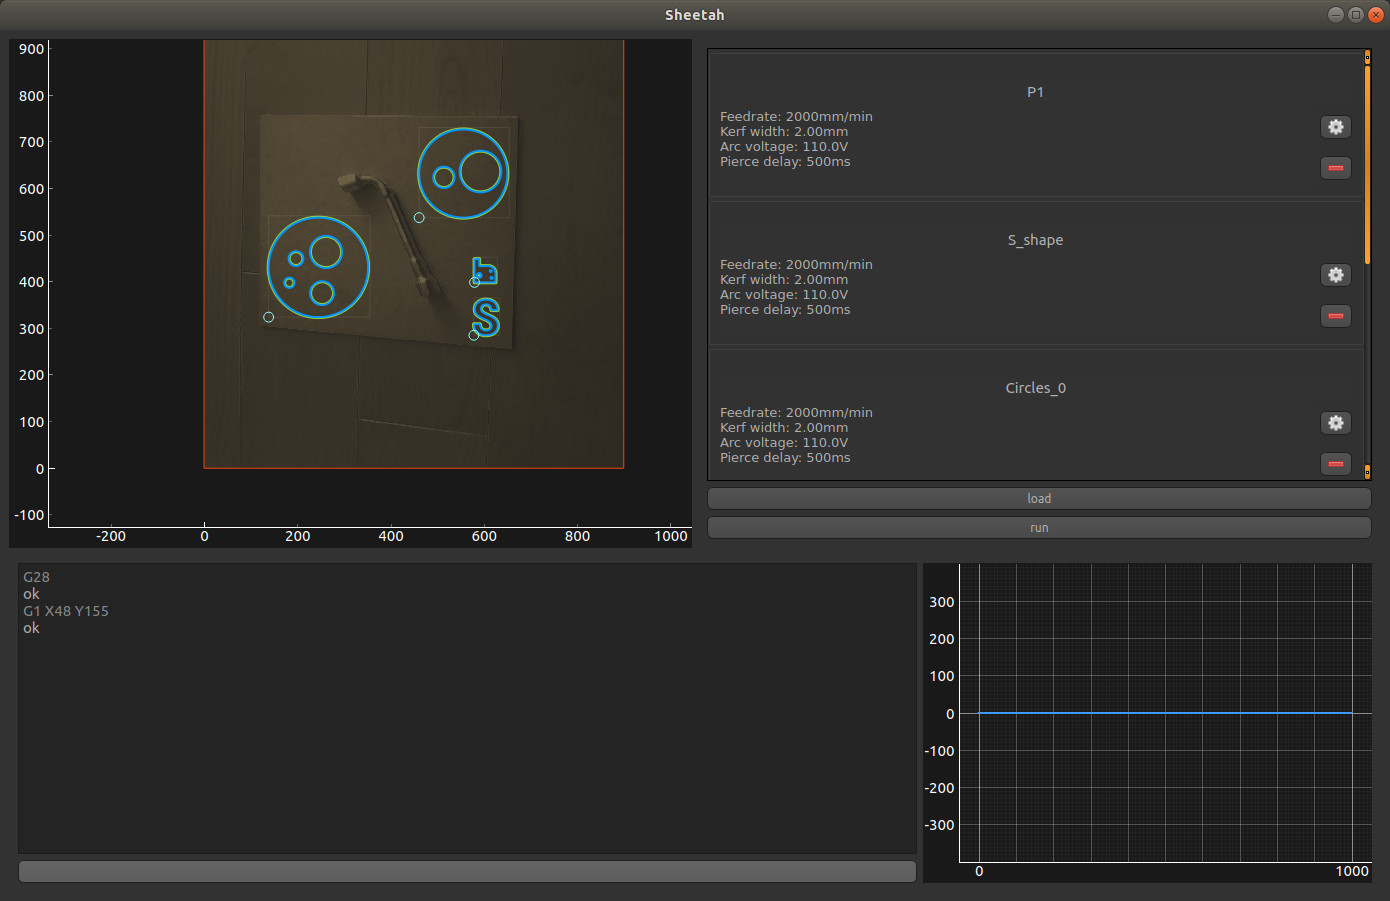 Sheetah
900
800
700
600
500
400
300
200
100
0
-100
-200 0 200 400 600 800 1000
P1
Feedrate: 2000mm/min
Kerf width: 2.00mm
Arc voltage: 110.0V
Pierce delay: 500ms
S_shape
Feedrate: 2000mm/min
Kerf width: 2.00mm
Arc voltage: 110.0V
Pierce delay: 500ms
Circles_0
Feedrate: 2000mm/min
Kerf width: 2.00mm
Arc voltage: 110.0V
Pierce delay: 500ms
load
run
G28
ok
G1 X48 Y155
ok
300
200
100
0
-100
-200
-300
0 1000